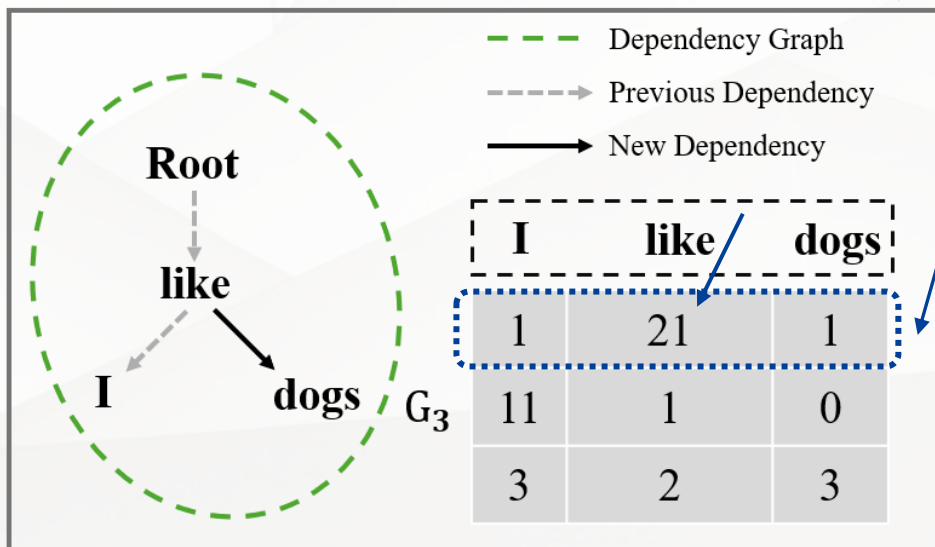 Dependency Graph
Previous Dependency
New Dependency
Root
like
I
dogs
G₃
I like dogs
1 21 1
11 1 0
3 2 3